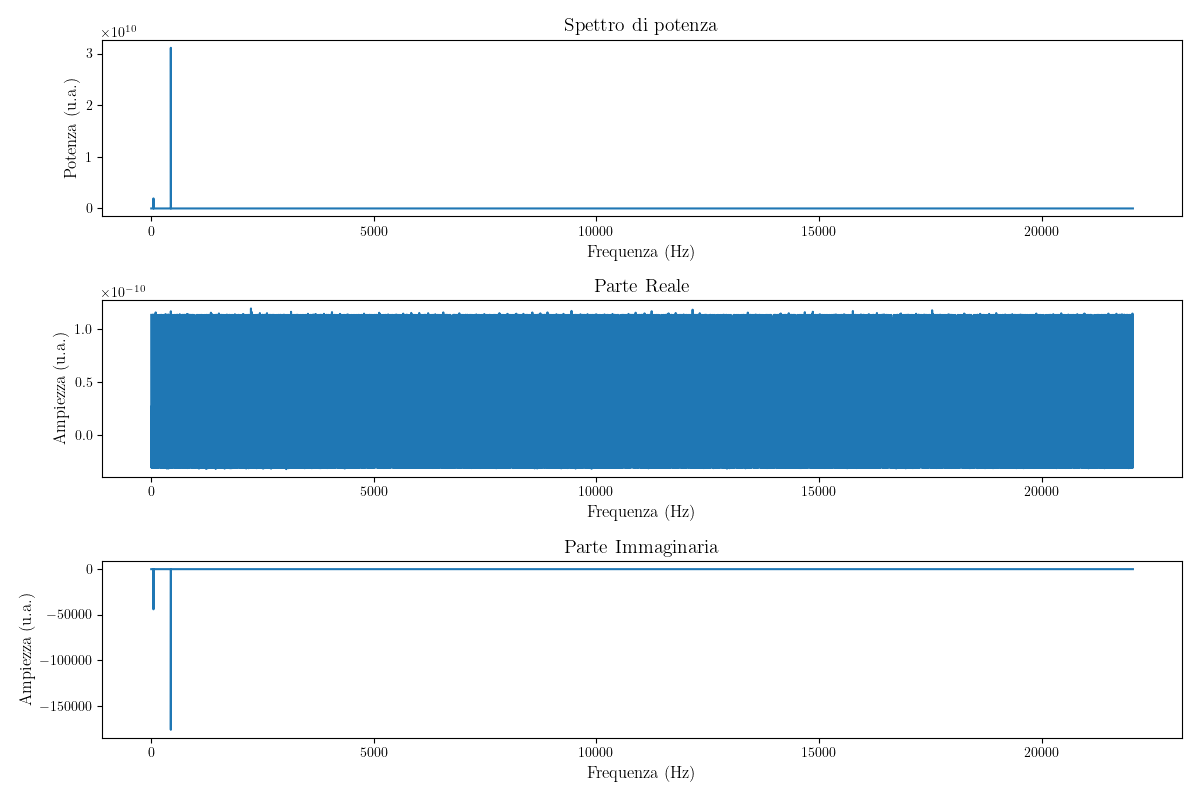 Spettro di potenza
×10¹⁰
3
2
1
0
Potenza (u.a.)
0 5000 10000 15000 20000
Frequenza (Hz)
Parte Reale
×10⁻¹⁰
1.0
0.5
0.0
Ampiezza (u.a.)
0 5000 10000 15000 20000
Frequenza (Hz)
Parte Immaginaria
0
−50000
−100000
−150000
Ampiezza (u.a.)
0 5000 10000 15000 20000
Frequenza (Hz)